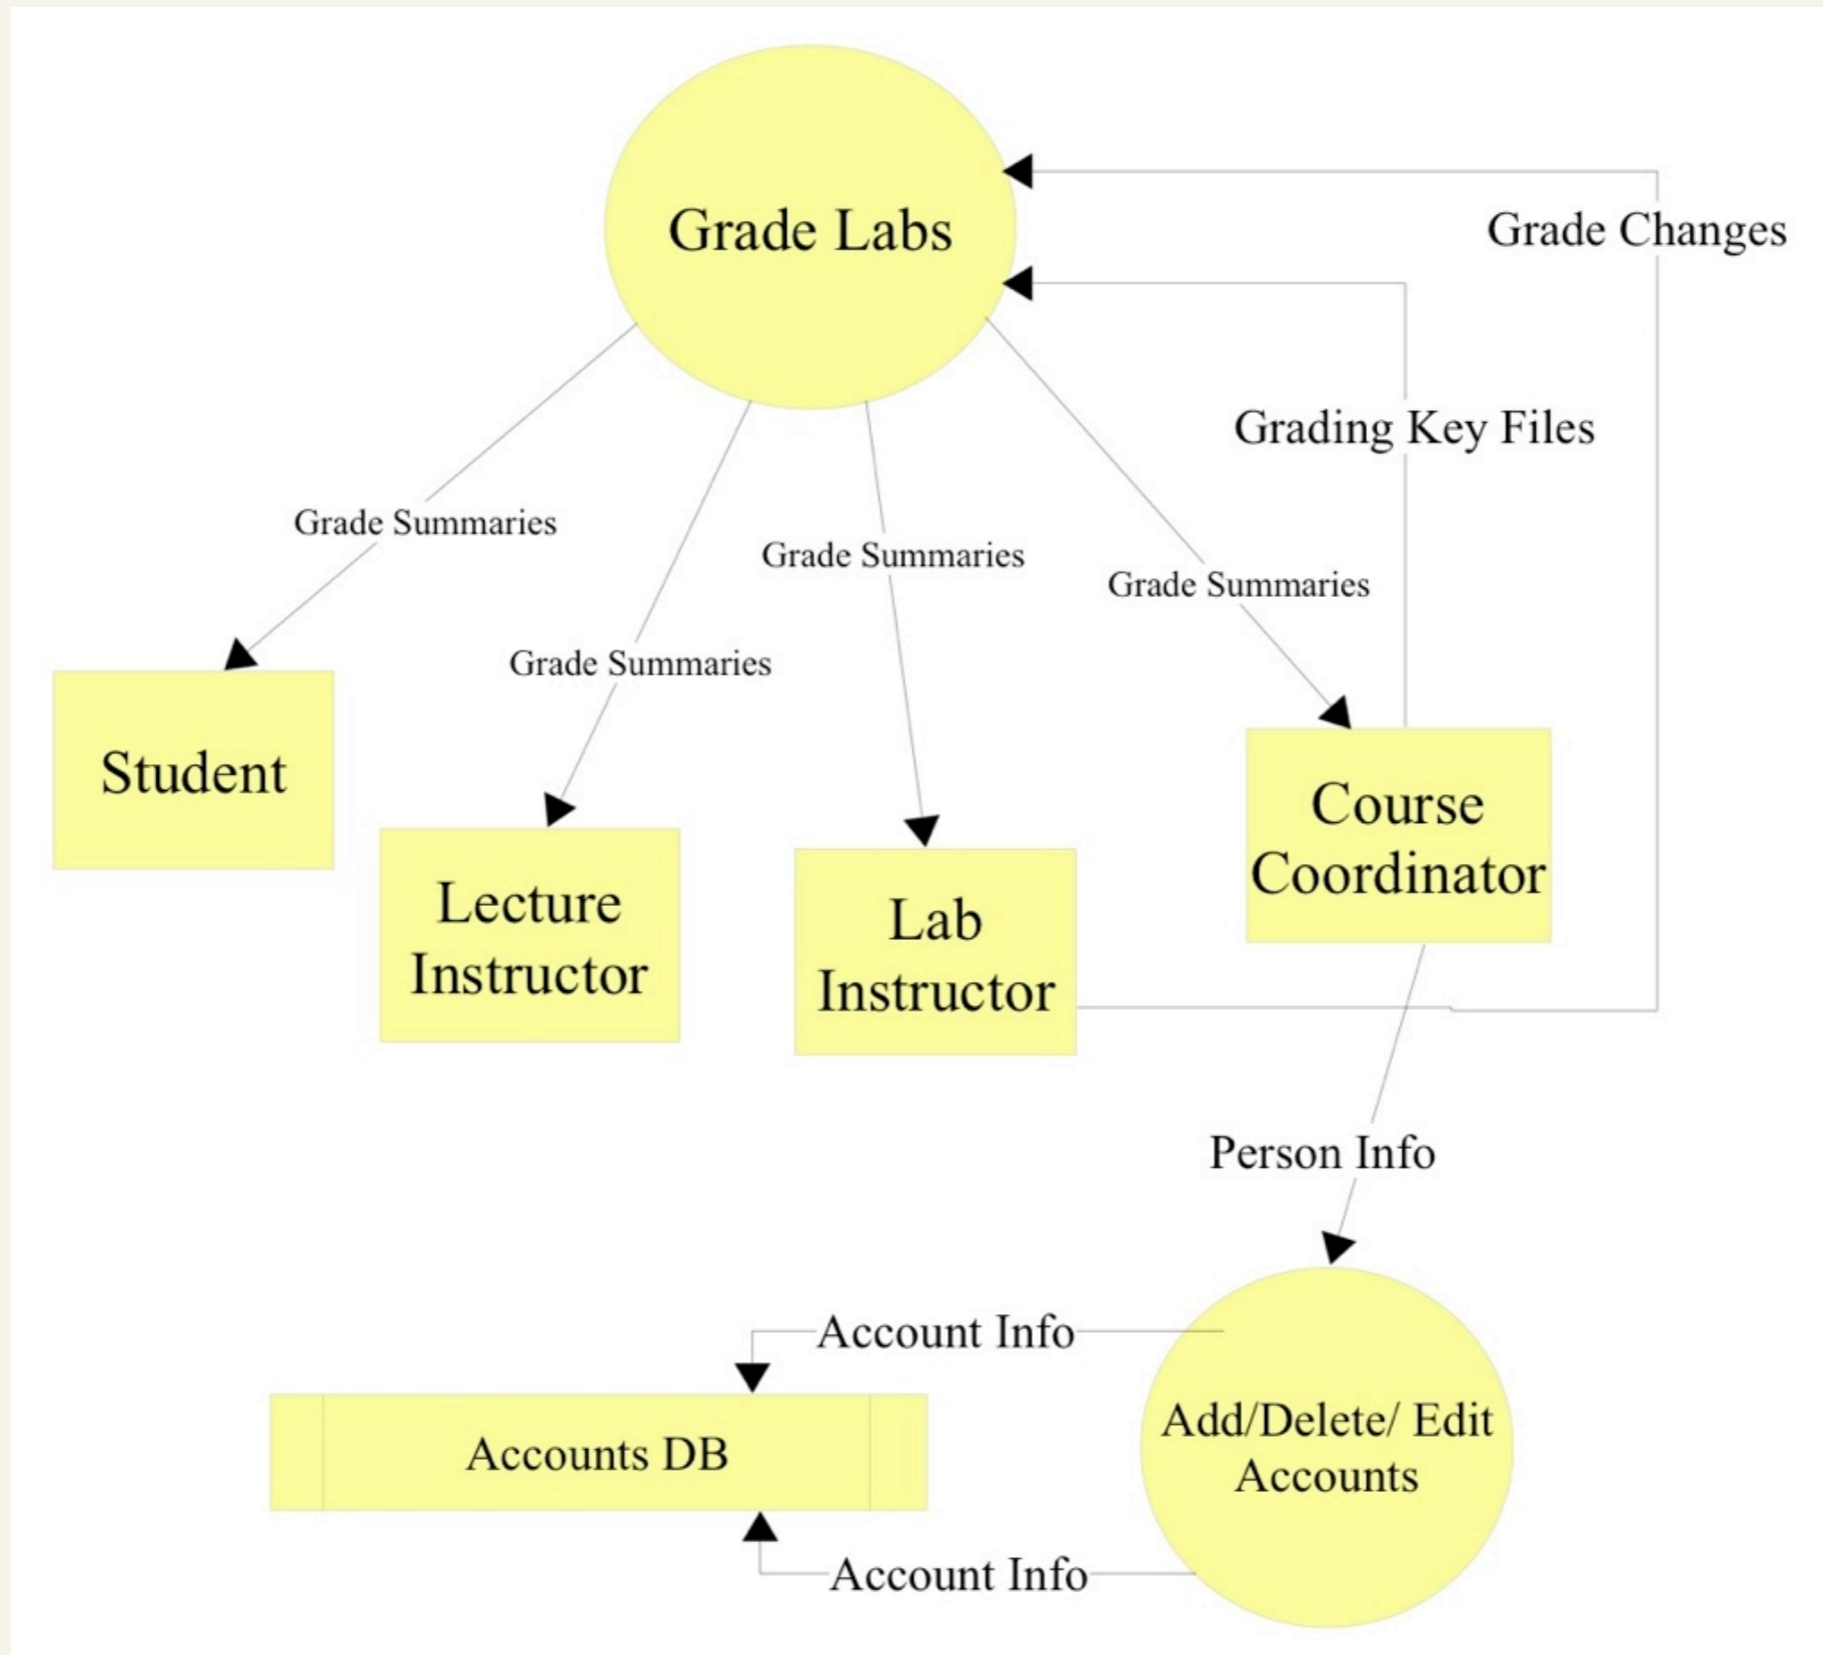 Grade Labs
Grade Changes
Grading Key Files
Grade Summaries
Grade Summaries
Grade Summaries
Grade Summaries
Student
Lecture
Instructor
Lab
Instructor
Course
Coordinator
Person Info
Account Info
Add/Delete/ Edit
Accounts
Accounts DB
Account Info